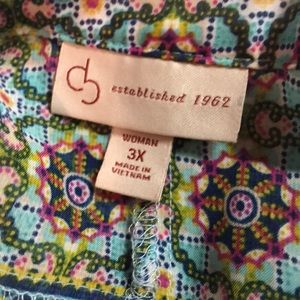 cb established 1962
WOMAN
3X
MADE IN
VIETNAM